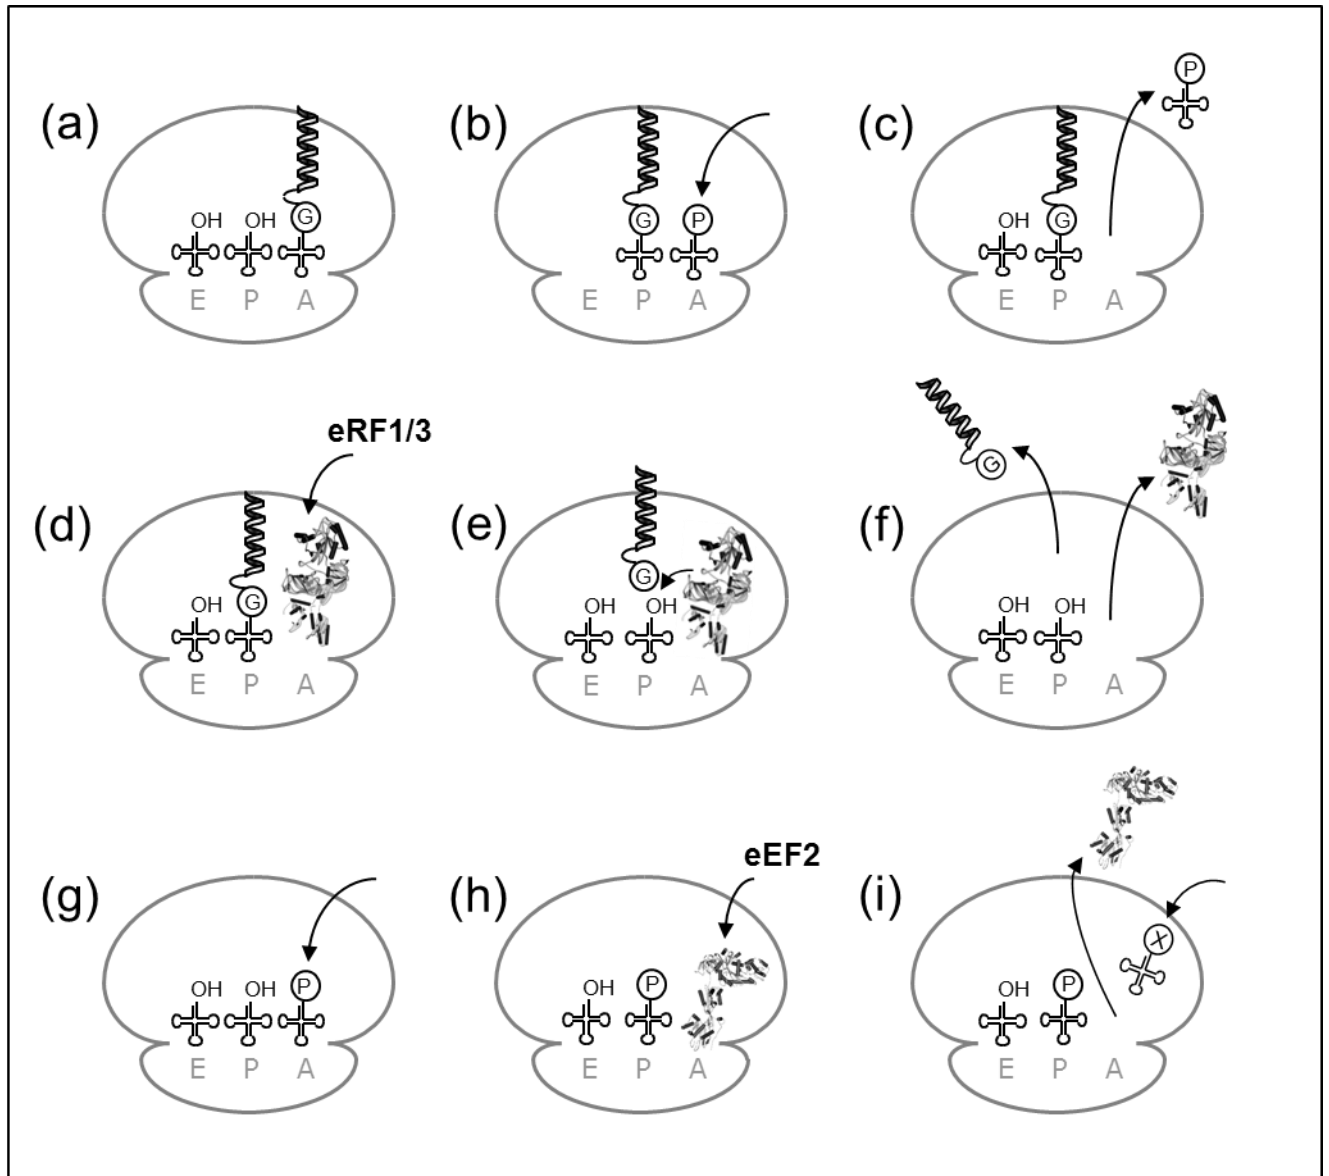 (a) OH OH G E P A
(b) G P E P A
(c) P OH G E P A
eRF1/3
(d) OH G E P A
(e) G OH OH E P A
(f) G OH OH E P A
(g) OH OH P E P A
eEF2
(h) OH P E P A
(i) X OH P E P A